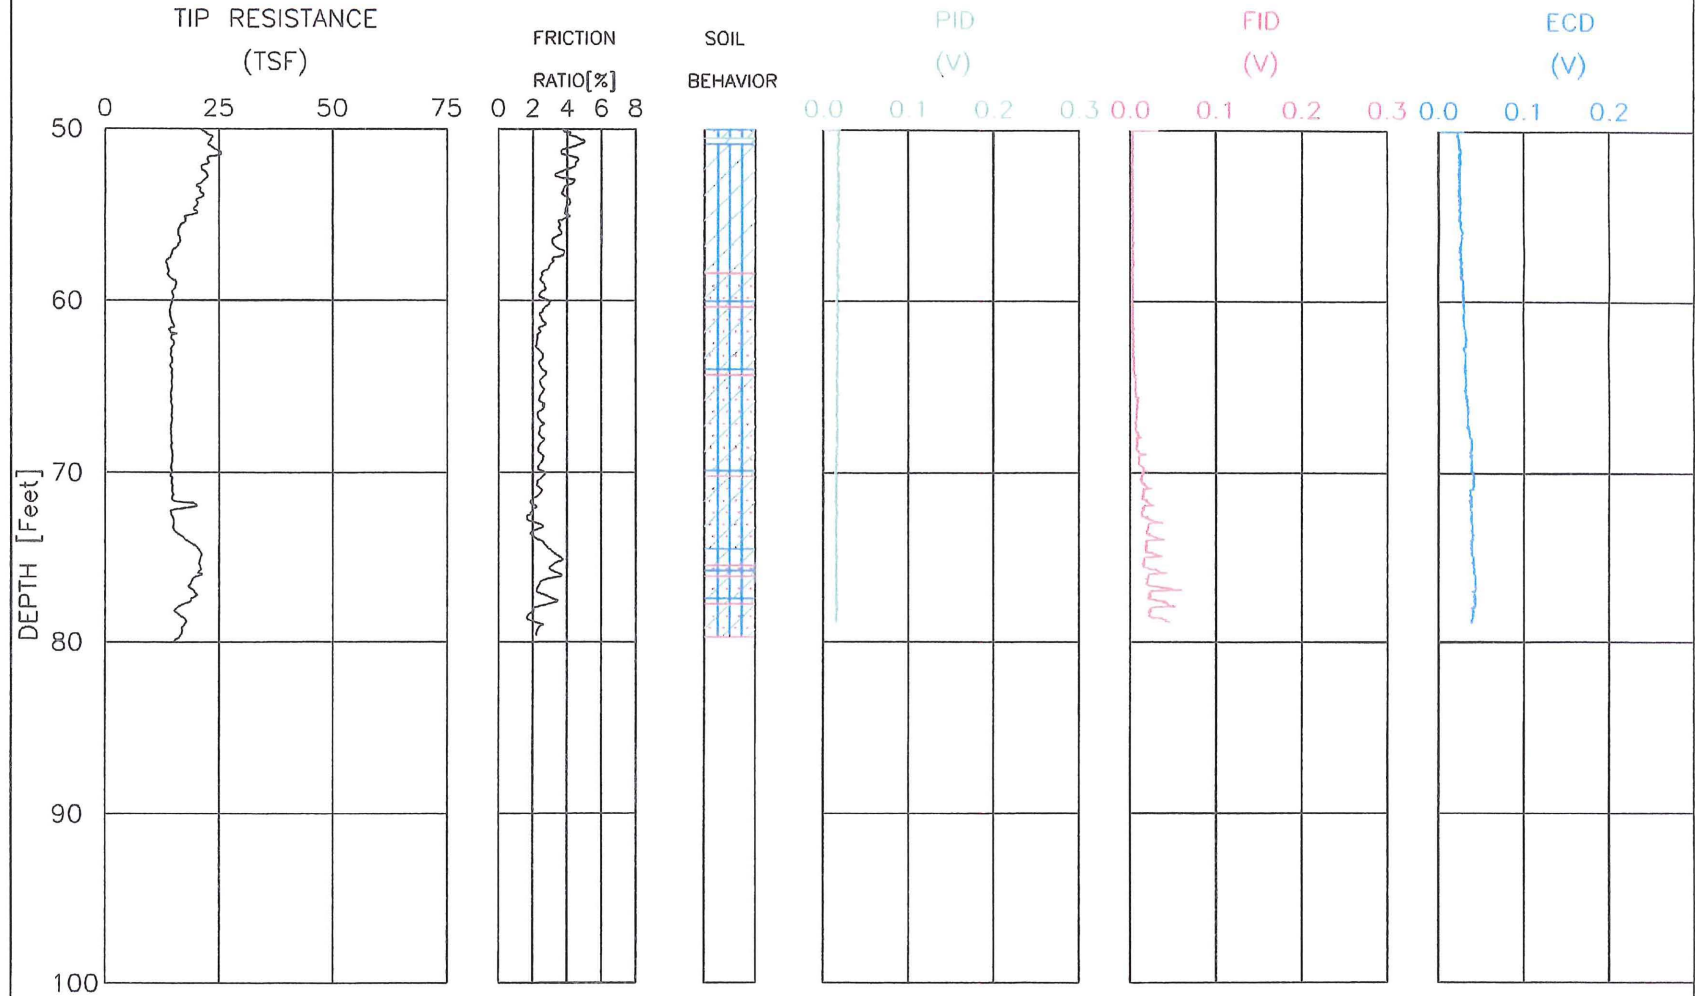 TIP RESISTANCE
(TSF)
FRICTION
RATIO[%]
SOIL
BEHAVIOR
PID
(V)
FID
(V)
ECD
(V)
0 25 50 75
0 2 4 6 8
0.0 0.1 0.2 0.3
0.0 0.1 0.2 0.3
0.0 0.1 0.2
50
60
70
80
90
100
DEPTH [Feet]